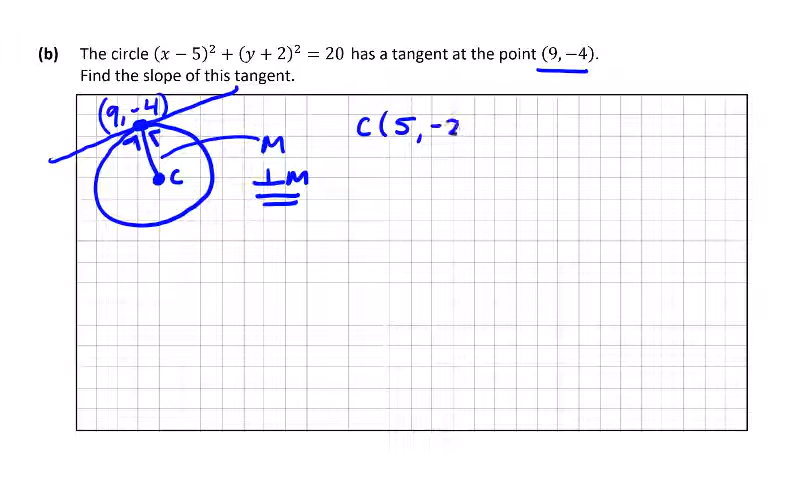 (b) The circle (x − 5)² + (y + 2)² = 20 has a tangent at the point (9, −4).
Find the slope of this tangent.
(9, -4)
C(5, -2
M
C
⊥M